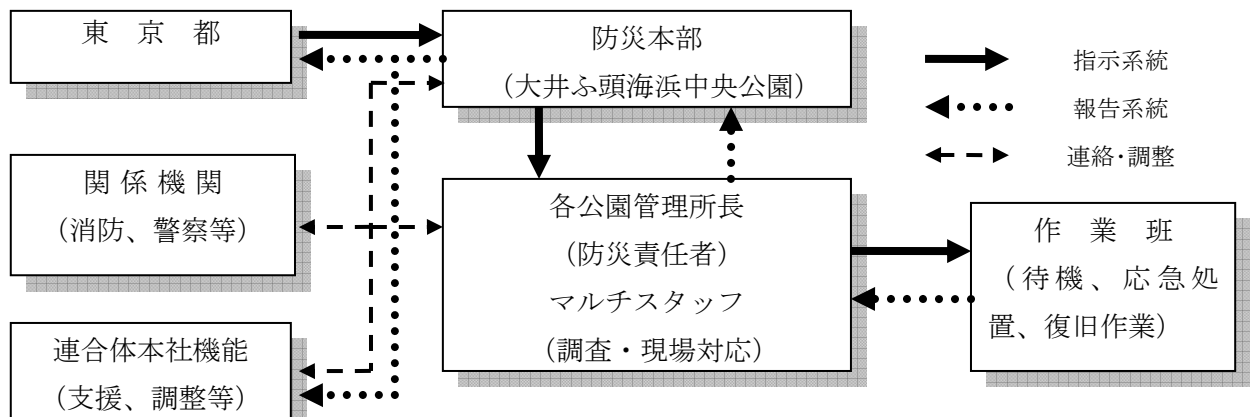 東 京 都
防災本部
（大井ふ頭海浜中央公園）
指示系統
報告系統
連絡･調整
関 係 機 関
（消防、警察等）
各公園管理所長
（防災責任者）
マルチスタッフ
（調査・現場対応）
作 業 班
（待機、応急処
置、復旧作業）
連合体本社機能
（支援、調整等）